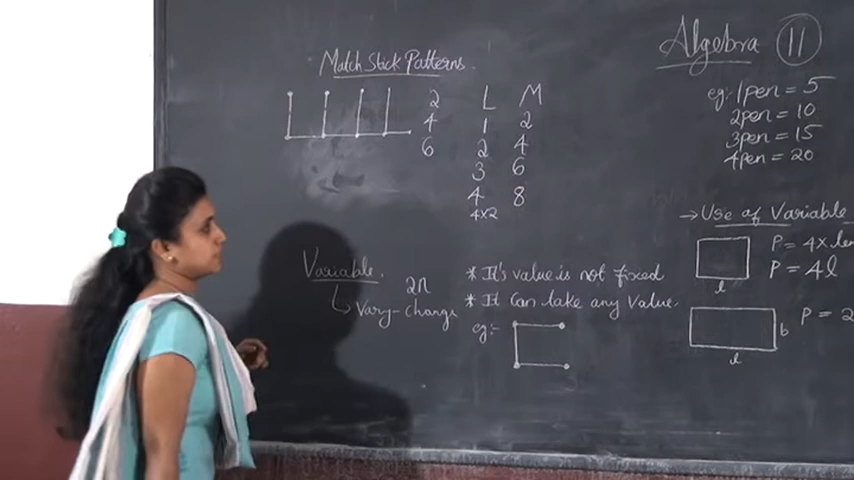 Match Stick Patterns.
2
4
6
L M
1 2
2 4
3 6
4 8
4×2
Variable.
Vary-change
2n
* It's value is not fixed
* It can take any value.
eg:-
Algebra 11
eg:- 1pen = 5
2pen = 10
3pen = 15
4pen = 20
→ Use of Variable
P = 4× len
P = 4l
l
P = 2
b
l